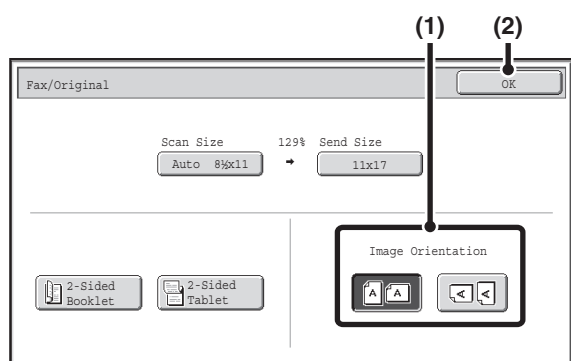 (1) (2)
Fax/Original OK
Scan Size 129% Send Size
Auto 8½x11 → 11x17
Image Orientation
2-Sided Booklet
2-Sided Tablet
A A A A